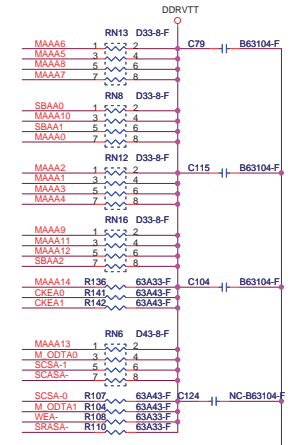 DDRVTT
RN13 D33-8-F
MAAA6 1 2 C79 B63104-F
MAAA5 3 4
MAAA8 5 6
MAAA7 7 8
RN8 D33-8-F
SBAA0 1 2
MAAA10 3 4
SBAA1 5 6
MAAA0 7 8
RN12 D33-8-F
MAAA2 1 2 C115 B63104-F
MAAA1 3 4
MAAA3 5 6
MAAA4 7 8
RN16 D33-8-F
MAAA9 1 2
MAAA11 3 4
MAAA12 5 6
SBAA2 7 8
MAAA14 R136 63A33-F C104 B63104-F
CKEA0 R141 63A43-F
CKEA1 R142 63A43-F
RN6 D43-8-F
MAAA13 1 2
M_ODTA0 3 4
SCSA-1 5 6
SCASA- 7 8
SCSA-0 R107 63A43-F C124 NC-B63104-F
M_ODTA1 R104 63A43-F
WEA- R108 63A33-F
SRASA- R110 63A33-F